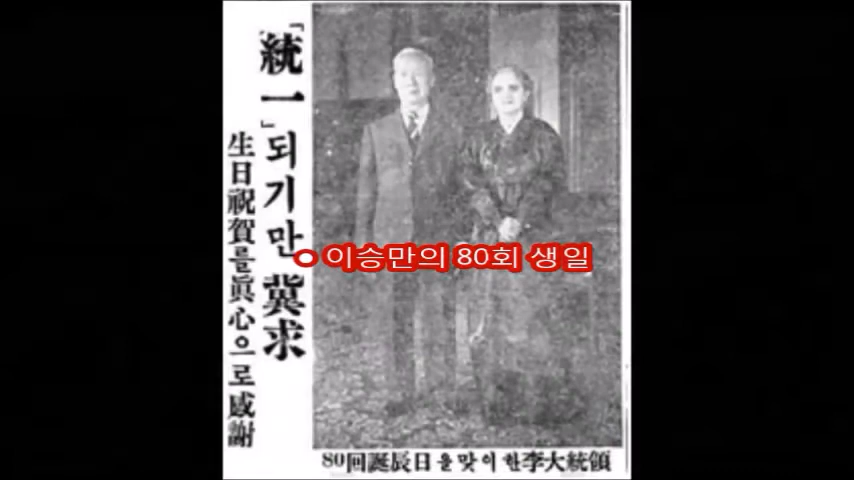 「統一」되기만 冀求
生日祝賀를 眞心으로 感謝
이승만의 80회 생일
80回誕辰日을맞이한李大統領